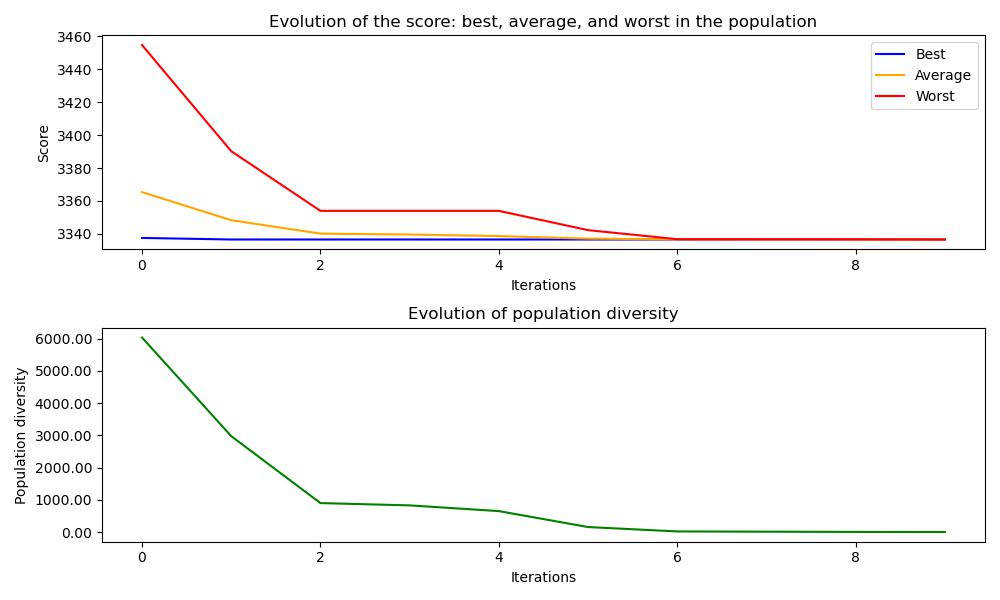 Evolution of the score: best, average, and worst in the population
3460
3440
3420
3400
3380
3360
3340
Score
Best
Average
Worst
0 2 4 6 8
Iterations
Evolution of population diversity
6000.00
5000.00
4000.00
3000.00
2000.00
1000.00
0.00
Population diversity
0 2 4 6 8
Iterations